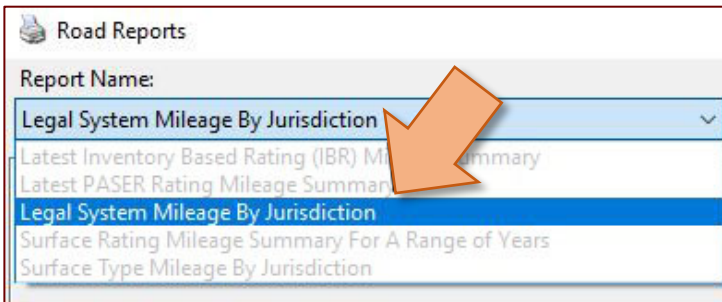 Road Reports
Report Name:
Legal System Mileage By Jurisdiction
Latest Inventory Based Rating (IBR) Summary
Latest PASER Rating Mileage Summary
Legal System Mileage By Jurisdiction
Surface Rating Mileage Summary For A Range of Years
Surface Type Mileage By Jurisdiction